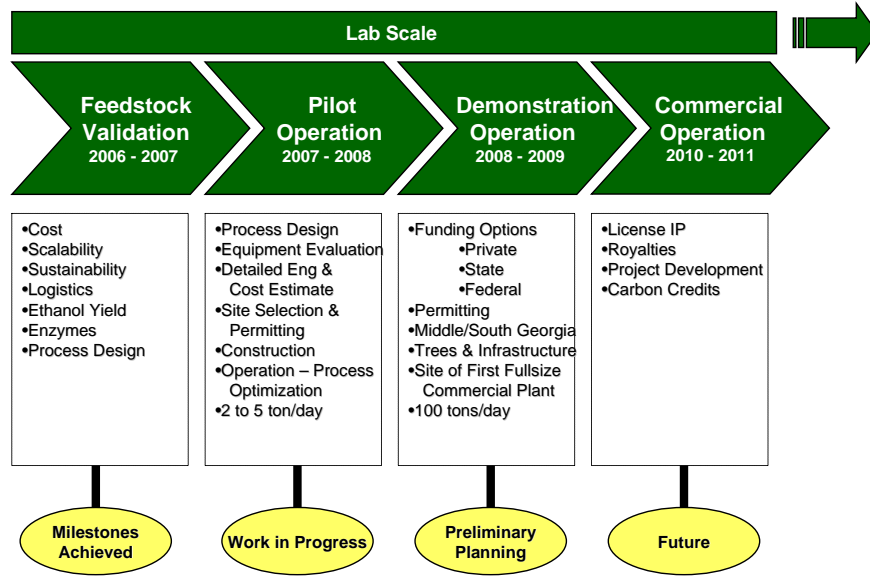 Lab Scale
Feedstock
Validation
2006 - 2007
Pilot
Operation
2007 - 2008
Demonstration
Operation
2008 - 2009
Commercial
Operation
2010 - 2011
•Cost
•Scalability
•Sustainability
•Logistics
•Ethanol Yield
•Enzymes
•Process Design
•Process Design
•Equipment Evaluation
•Detailed Eng &
Cost Estimate
•Site Selection &
Permitting
•Construction
•Operation – Process
Optimization
•2 to 5 ton/day
•Funding Options
•Private
•State
•Federal
•Permitting
•Middle/South Georgia
•Trees & Infrastructure
•Site of First Fullsize
Commercial Plant
•100 tons/day
•License IP
•Royalties
•Project Development
•Carbon Credits
Milestones
Achieved
Work in Progress
Preliminary
Planning
Future